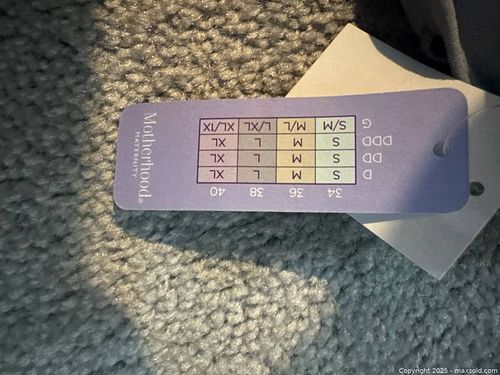 34 36 38 40
D S M L XL
DD S M L XL
DDD S M L XL
G S/M M/L L/XL XL/1X
Motherhood®
MATERNITY
Copyright 2025 - maxsold.com